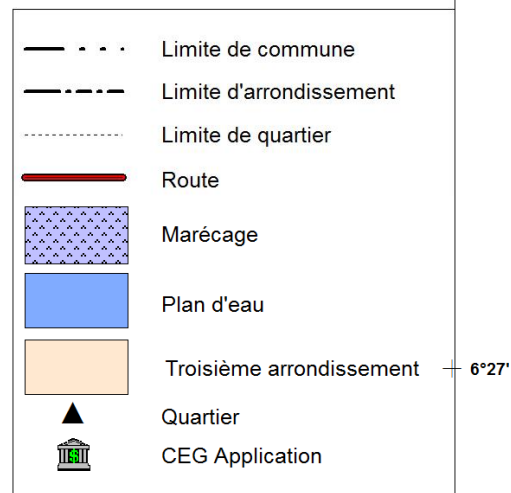 Limite de commune
Limite d'arrondissement
Limite de quartier
Route
Marécage
Plan d'eau
Troisième arrondissement
6°27'
Quartier
CEG Application